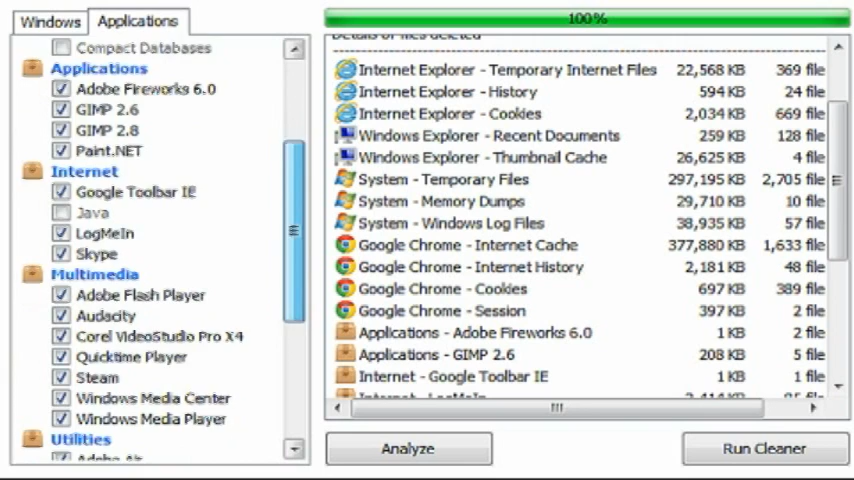 Windows
Applications
Compact Databases
Applications
Adobe Fireworks 6.0
GIMP 2.6
GIMP 2.8
Paint.NET
Internet
Google Toolbar IE
Java
LogMeIn
Skype
Multimedia
Adobe Flash Player
Audacity
Corel VideoStudio Pro X4
Quicktime Player
Steam
Windows Media Center
Windows Media Player
Utilities
Adobe Air
100%
Details of files deleted
Internet Explorer - Temporary Internet Files 22,568 KB 369 file
Internet Explorer - History 594 KB 24 file
Internet Explorer - Cookies 2,034 KB 669 file
Windows Explorer - Recent Documents 259 KB 128 file
Windows Explorer - Thumbnail Cache 26,625 KB 4 file
System - Temporary Files 297,195 KB 2,705 file
System - Memory Dumps 29,710 KB 10 file
System - Windows Log Files 38,935 KB 57 file
Google Chrome - Internet Cache 377,880 KB 1,633 file
Google Chrome - Internet History 2,181 KB 48 file
Google Chrome - Cookies 697 KB 389 file
Google Chrome - Session 397 KB 2 file
Applications - Adobe Fireworks 6.0 1 KB 2 file
Applications - GIMP 2.6 208 KB 5 file
Internet - Google Toolbar IE 1 KB 1 file
Internet - LogMeIn
Analyze
Run Cleaner